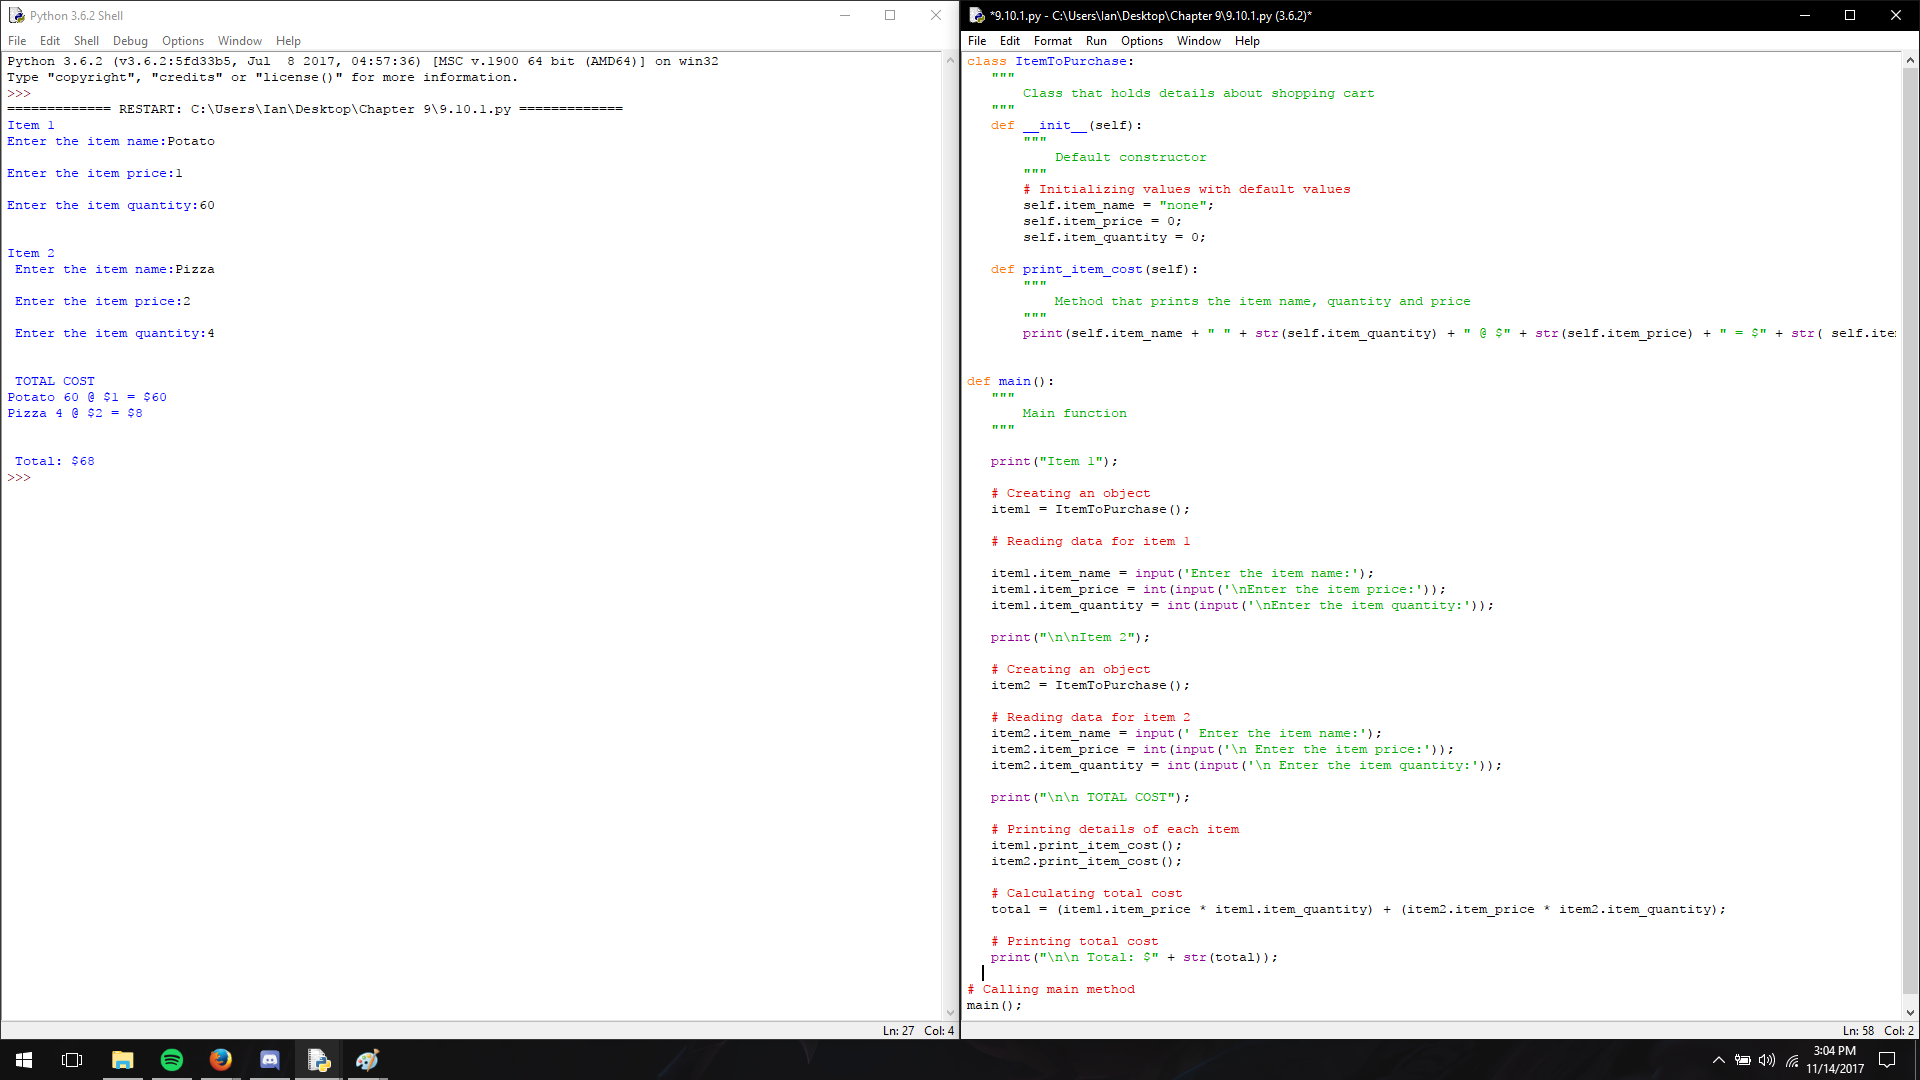 Python 3.6.2 Shell
File Edit Shell Debug Options Window Help
Python 3.6.2 (v3.6.2:5fd33b5, Jul  8 2017, 04:57:36) [MSC v.1900 64 bit (AMD64)] on win32
Type "copyright", "credits" or "license()" for more information.
>>>
============= RESTART: C:\Users\Ian\Desktop\Chapter 9\9.10.1.py =============
Item 1
Enter the item name:Potato
Enter the item price:1
Enter the item quantity:60
Item 2
 Enter the item name:Pizza
 Enter the item price:2
 Enter the item quantity:4
 TOTAL COST
Potato 60 @ $1 = $60
Pizza 4 @ $2 = $8
 Total: $68
>>>
Ln: 27 Col: 4
*9.10.1.py - C:\Users\Ian\Desktop\Chapter 9\9.10.1.py (3.6.2)*
File Edit Format Run Options Window Help
class ItemToPurchase:
   """
       Class that holds details about shopping cart
   """
   def __init__(self):
       """
           Default constructor
       """
       # Initializing values with default values
       self.item_name = "none";
       self.item_price = 0;
       self.item_quantity = 0;
   def print_item_cost(self):
       """
           Method that prints the item name, quantity and price
       """
       print(self.item_name + " " + str(self.item_quantity) + " @ $" + str(self.item_price) + " = $" + str( self.ite
def main():
   """
       Main function
   """
   print("Item 1");
   # Creating an object
   item1 = ItemToPurchase();
   # Reading data for item 1
   item1.item_name = input('Enter the item name:');
   item1.item_price = int(input('\nEnter the item price:'));
   item1.item_quantity = int(input('\nEnter the item quantity:'));
   print("\n\nItem 2");
   # Creating an object
   item2 = ItemToPurchase();
   # Reading data for item 2
   item2.item_name = input(' Enter the item name:');
   item2.item_price = int(input('\n Enter the item price:'));
   item2.item_quantity = int(input('\n Enter the item quantity:'));
   print("\n\n TOTAL COST");
   # Printing details of each item
   item1.print_item_cost();
   item2.print_item_cost();
   # Calculating total cost
   total = (item1.item_price * item1.item_quantity) + (item2.item_price * item2.item_quantity);
   # Printing total cost
   print("\n\n Total: $" + str(total));
# Calling main method
main();
Ln: 58 Col: 2
3:04 PM
11/14/2017